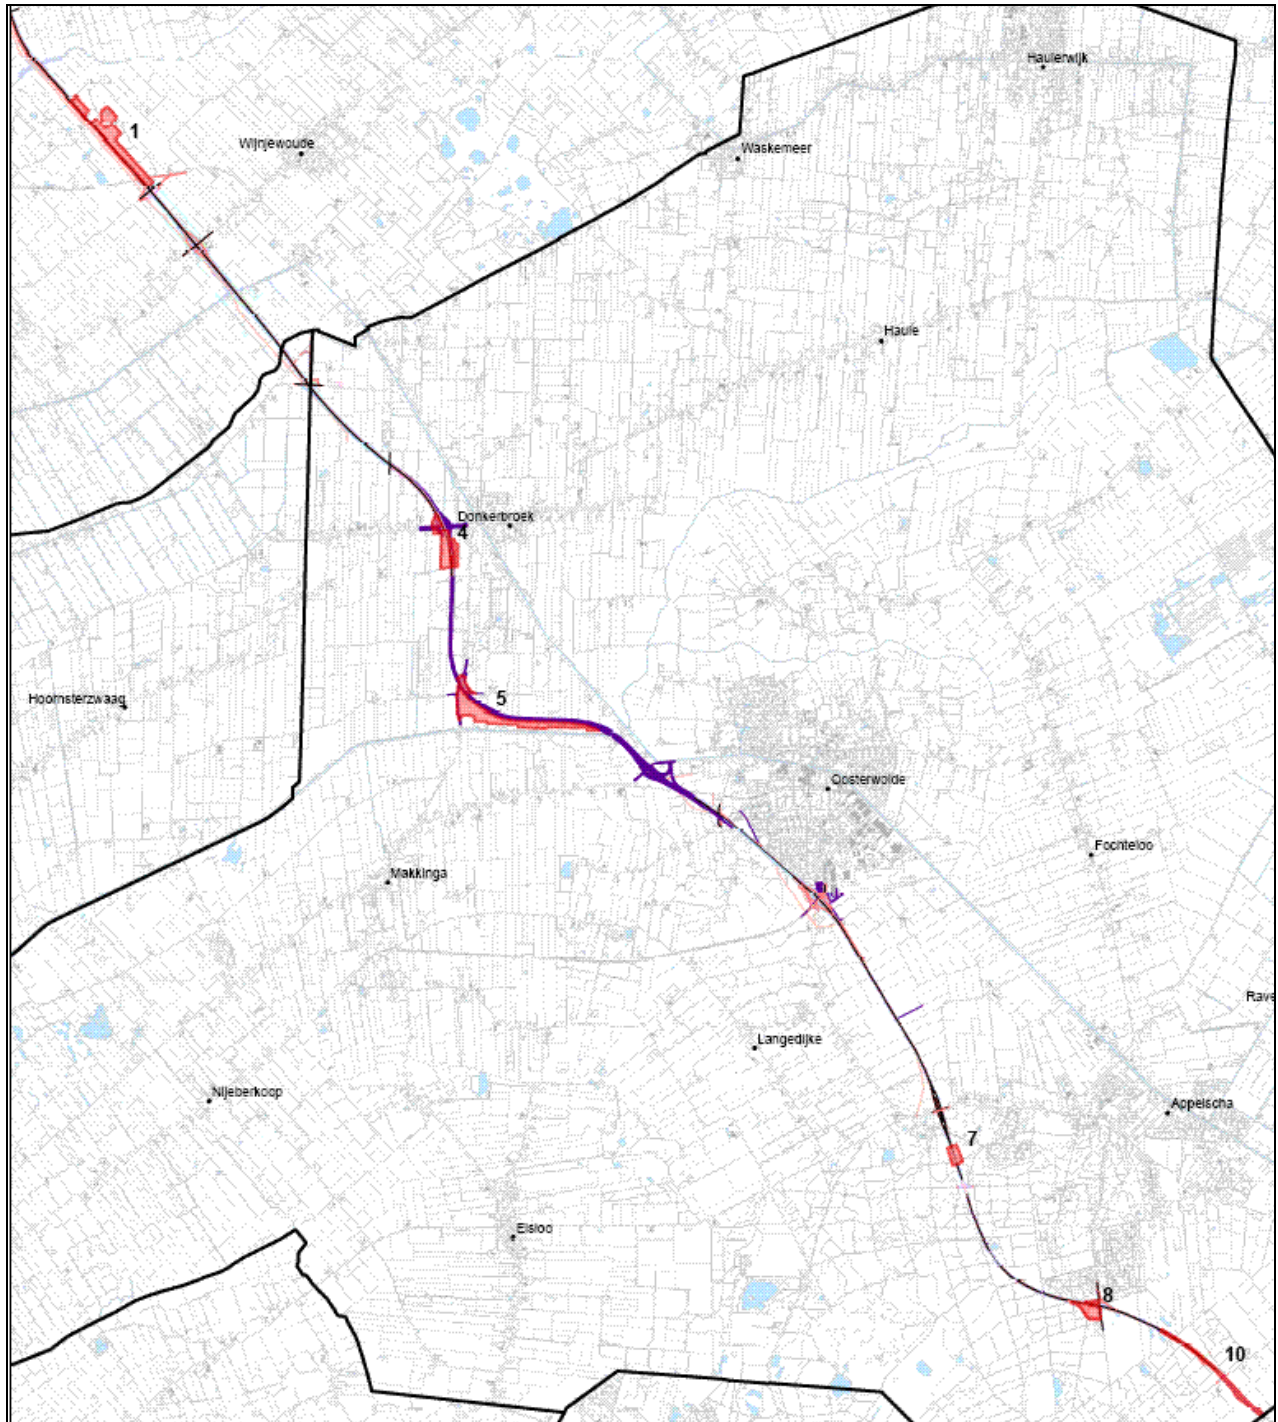 Haulerwijk
1
Wijnjewoude
Waskemeer
Haule
Donkerbroek
4
Hoornsterzwaag
5
Oosterwolde
Fochteloo
Makkinga
Rave
Langedijke
Nijeberkoop
Appelscha
7
Elsloo
8
10